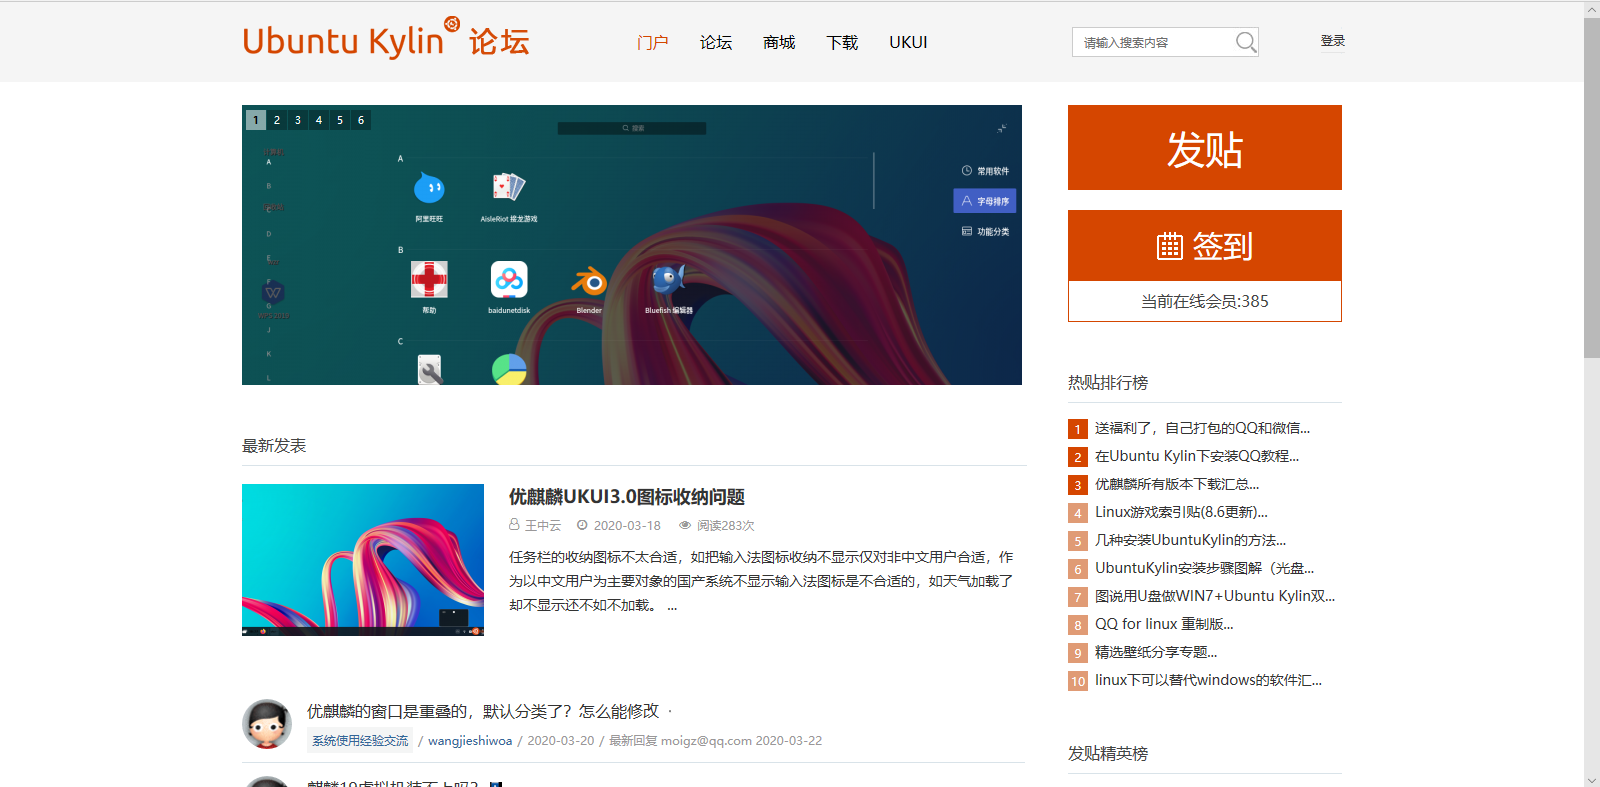 Ubuntu Kylin 论坛
门户 论坛 商城 下载 UKUI
请输入搜索内容
登录
1 2 3 4 5 6
搜索
A
B
D
E
F
G
J
K
L
A
阿里旺旺 AisleRiot 接龙游戏
B
帮助 baidunetdisk Blender Bluefish 编辑器
C
常用软件
字母排序
功能分类
发贴
签到
当前在线会员:385
热贴排行榜
1 送福利了，自己打包的QQ和微信...
2 在Ubuntu Kylin下安装QQ教程...
3 优麒麟所有版本下载汇总...
4 Linux游戏索引贴(8.6更新)...
5 几种安装UbuntuKylin的方法...
6 UbuntuKylin安装步骤图解（光盘...
7 图说用U盘做WIN7+Ubuntu Kylin双...
8 QQ for linux 重制版...
9 精选壁纸分享专题...
10 linux下可以替代windows的软件汇...
发贴精英榜
最新发表
优麒麟UKUI3.0图标收纳问题
王中云 2020-03-18 阅读283次
任务栏的收纳图标不太合适，如把输入法图标收纳不显示仅对非中文用户合适，作
为以中文用户为主要对象的国产系统不显示输入法图标是不合适的，如天气加载了
却不显示还不如不加载。 ...
优麒麟的窗口是重叠的，默认分类了？怎么能修改 ·
系统使用经验交流 / wangjieshiwoa / 2020-03-20 / 最新回复 moigz@qq.com 2020-03-22